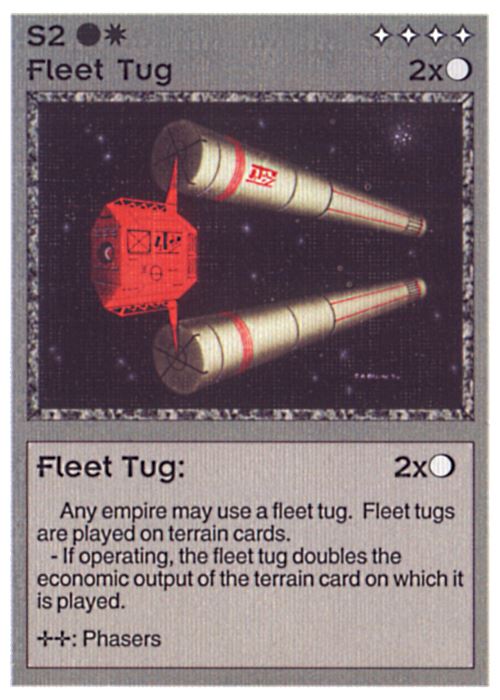 S2
Fleet Tug 2x
Fleet Tug: 2x
Any empire may use a fleet tug. Fleet tugs
are played on terrain cards.
- If operating, the fleet tug doubles the
economic output of the terrain card on which it
is played.
: Phasers